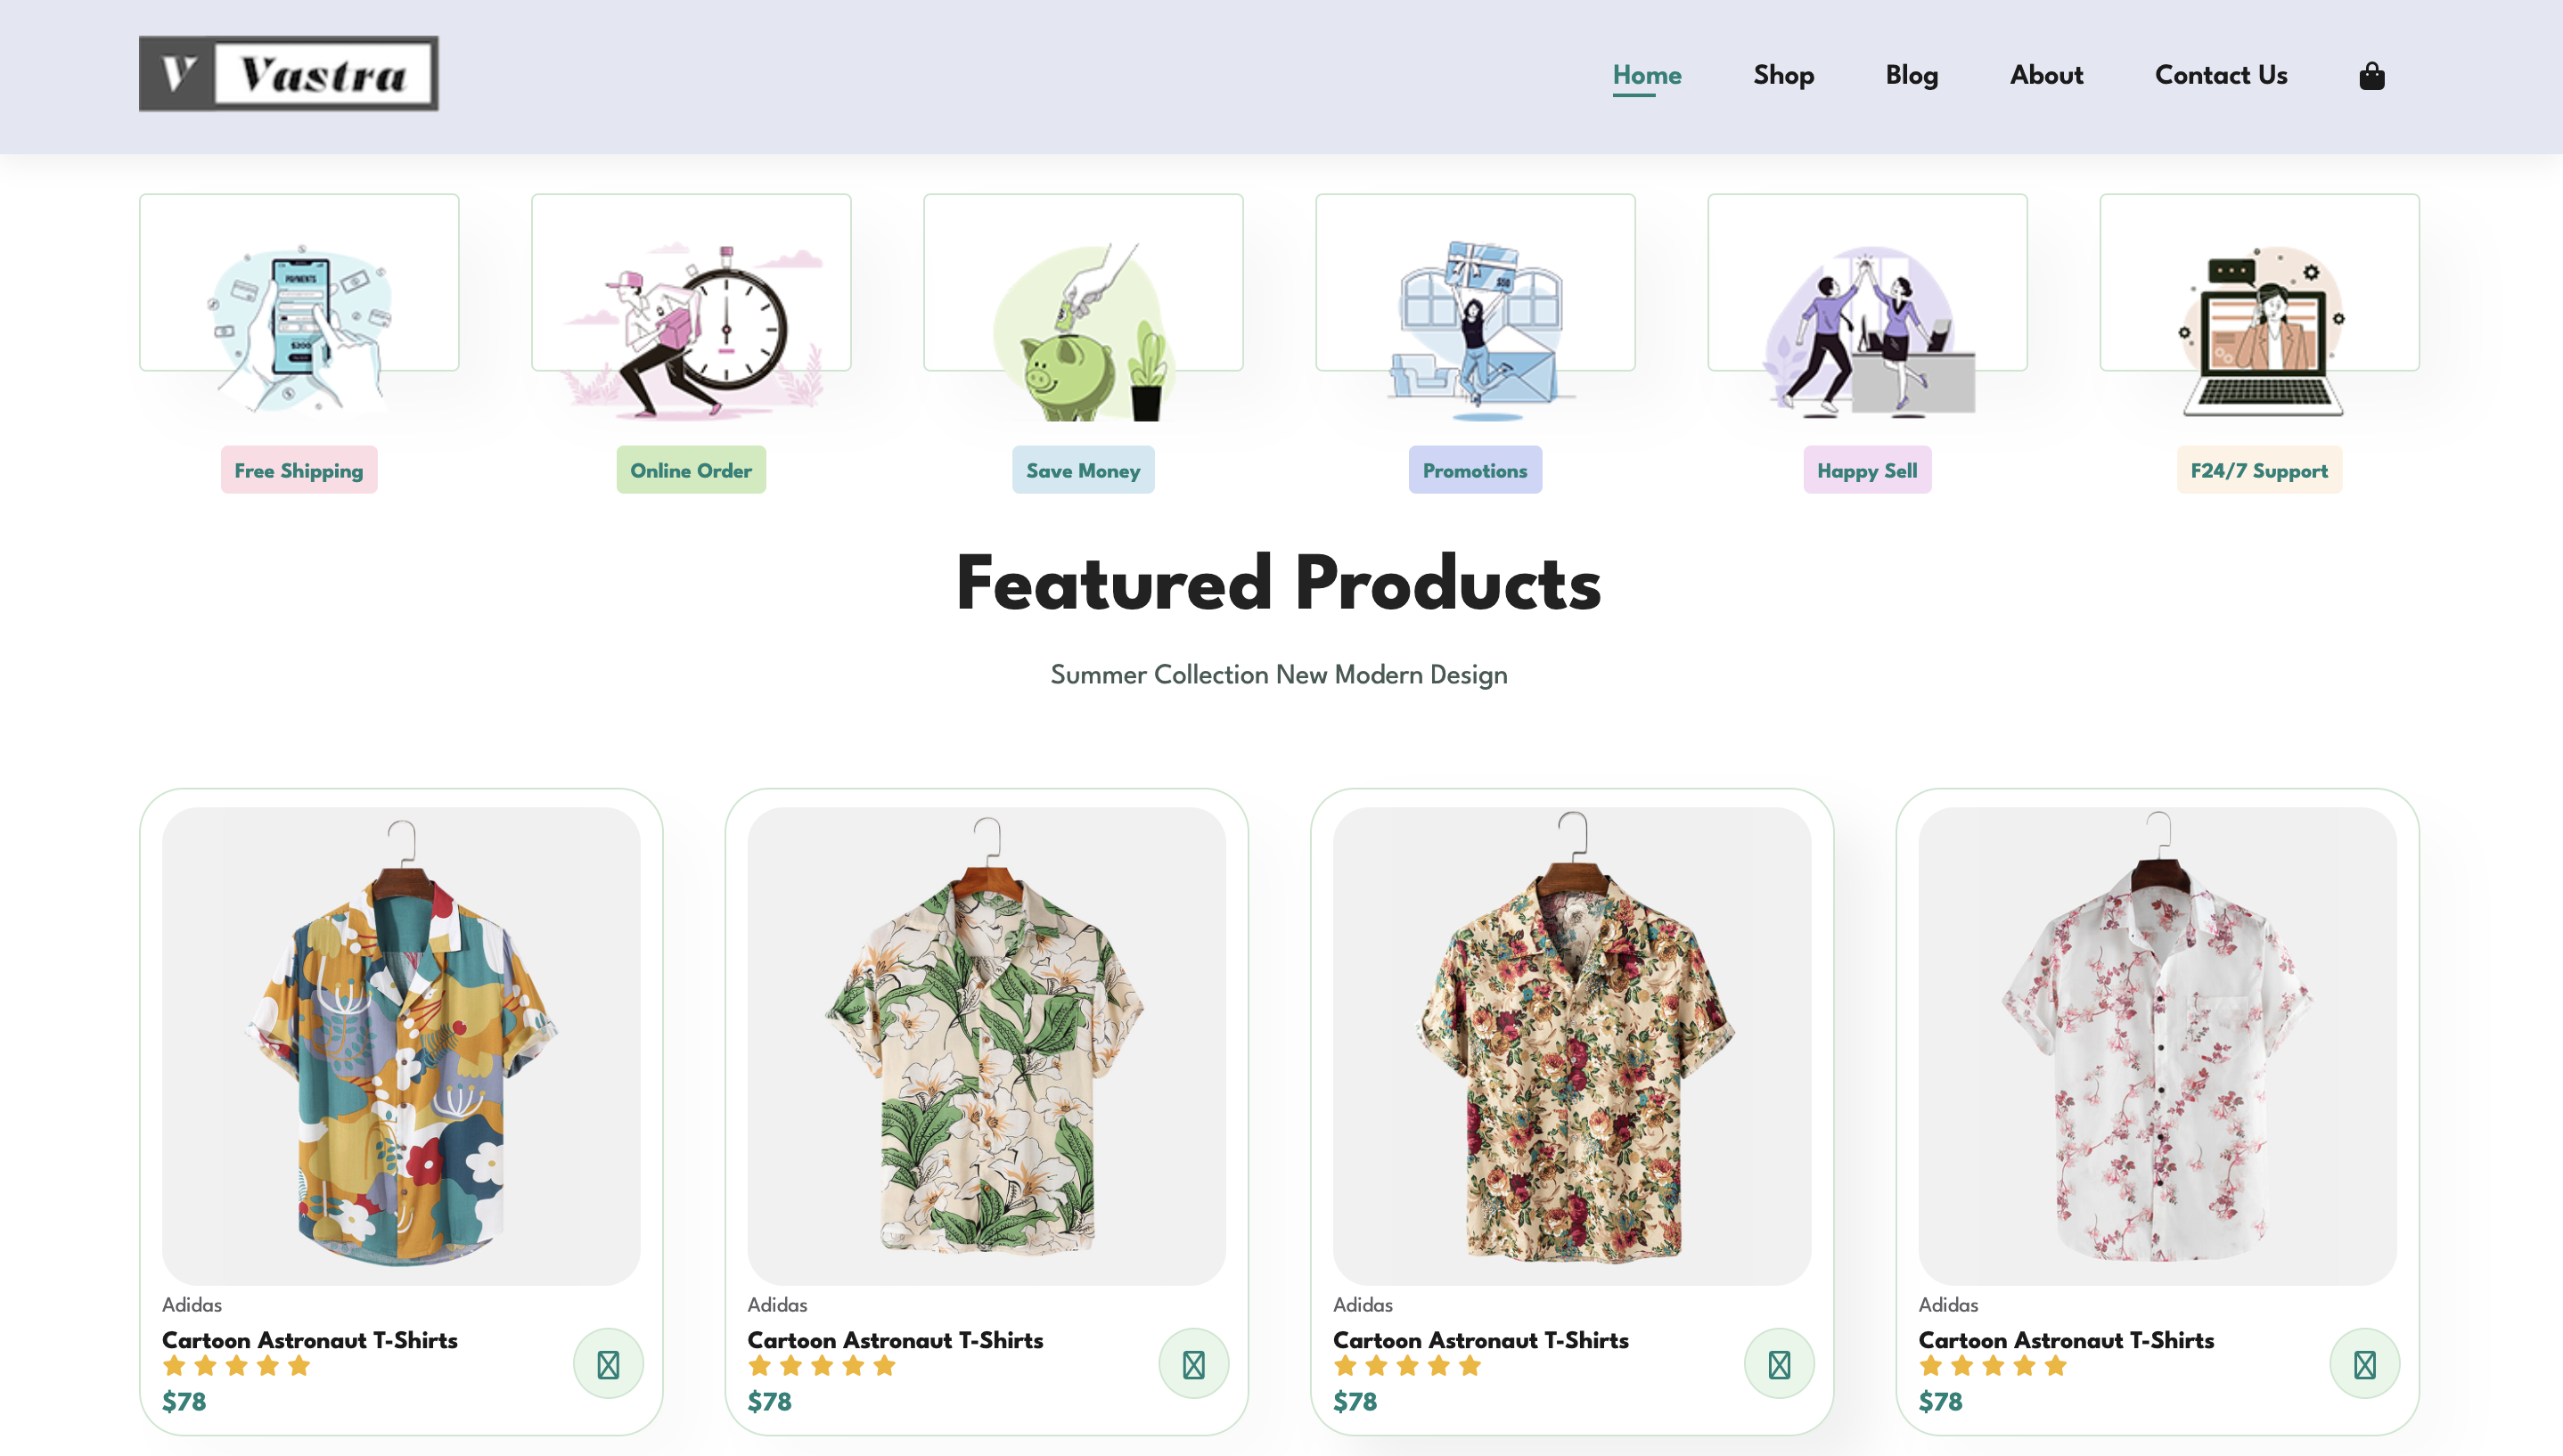 V Vastra
Home Shop Blog About Contact Us
PAYMENTS
$200
$50
Free Shipping Online Order Save Money Promotions Happy Sell F24/7 Support
Featured Products
Summer Collection New Modern Design
Adidas Adidas Adidas Adidas
Cartoon Astronaut T-Shirts Cartoon Astronaut T-Shirts Cartoon Astronaut T-Shirts Cartoon Astronaut T-Shirts
$78 $78 $78 $78